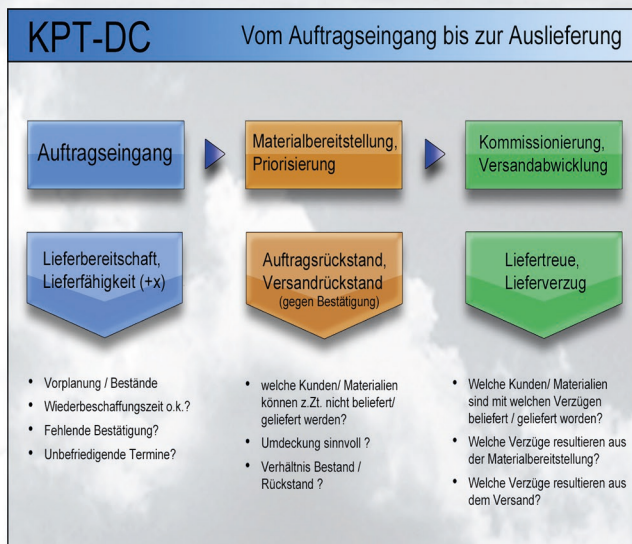 KPT-DC
Vom Auftragseingang bis zur Auslieferung
Auftragseingang
Materialbereitstellung,
Priorisierung
Kommissionierung,
Versandabwicklung
Lieferbereitschaft,
Lieferfähigkeit (+x)
Auftragsrückstand,
Versandrückstand
(gegen Bestätigung)
Liefertreue,
Lieferverzug
• Vorplanung / Bestände
• Wiederbeschaffungszeit o.k.?
• Fehlende Bestätigung?
• Unbefriedigende Termine?
• welche Kunden/ Materialien
können z.Zt. nicht beliefert/
geliefert werden?
• Umdeckung sinnvoll ?
• Verhältnis Bestand /
Rückstand ?
• Welche Kunden/ Materialien
sind mit welchen Verzügen
beliefert / geliefert worden?
• Welche Verzüge resultieren aus
der Materialbereitstellung?
• Welche Verzüge resultieren aus
dem Versand?